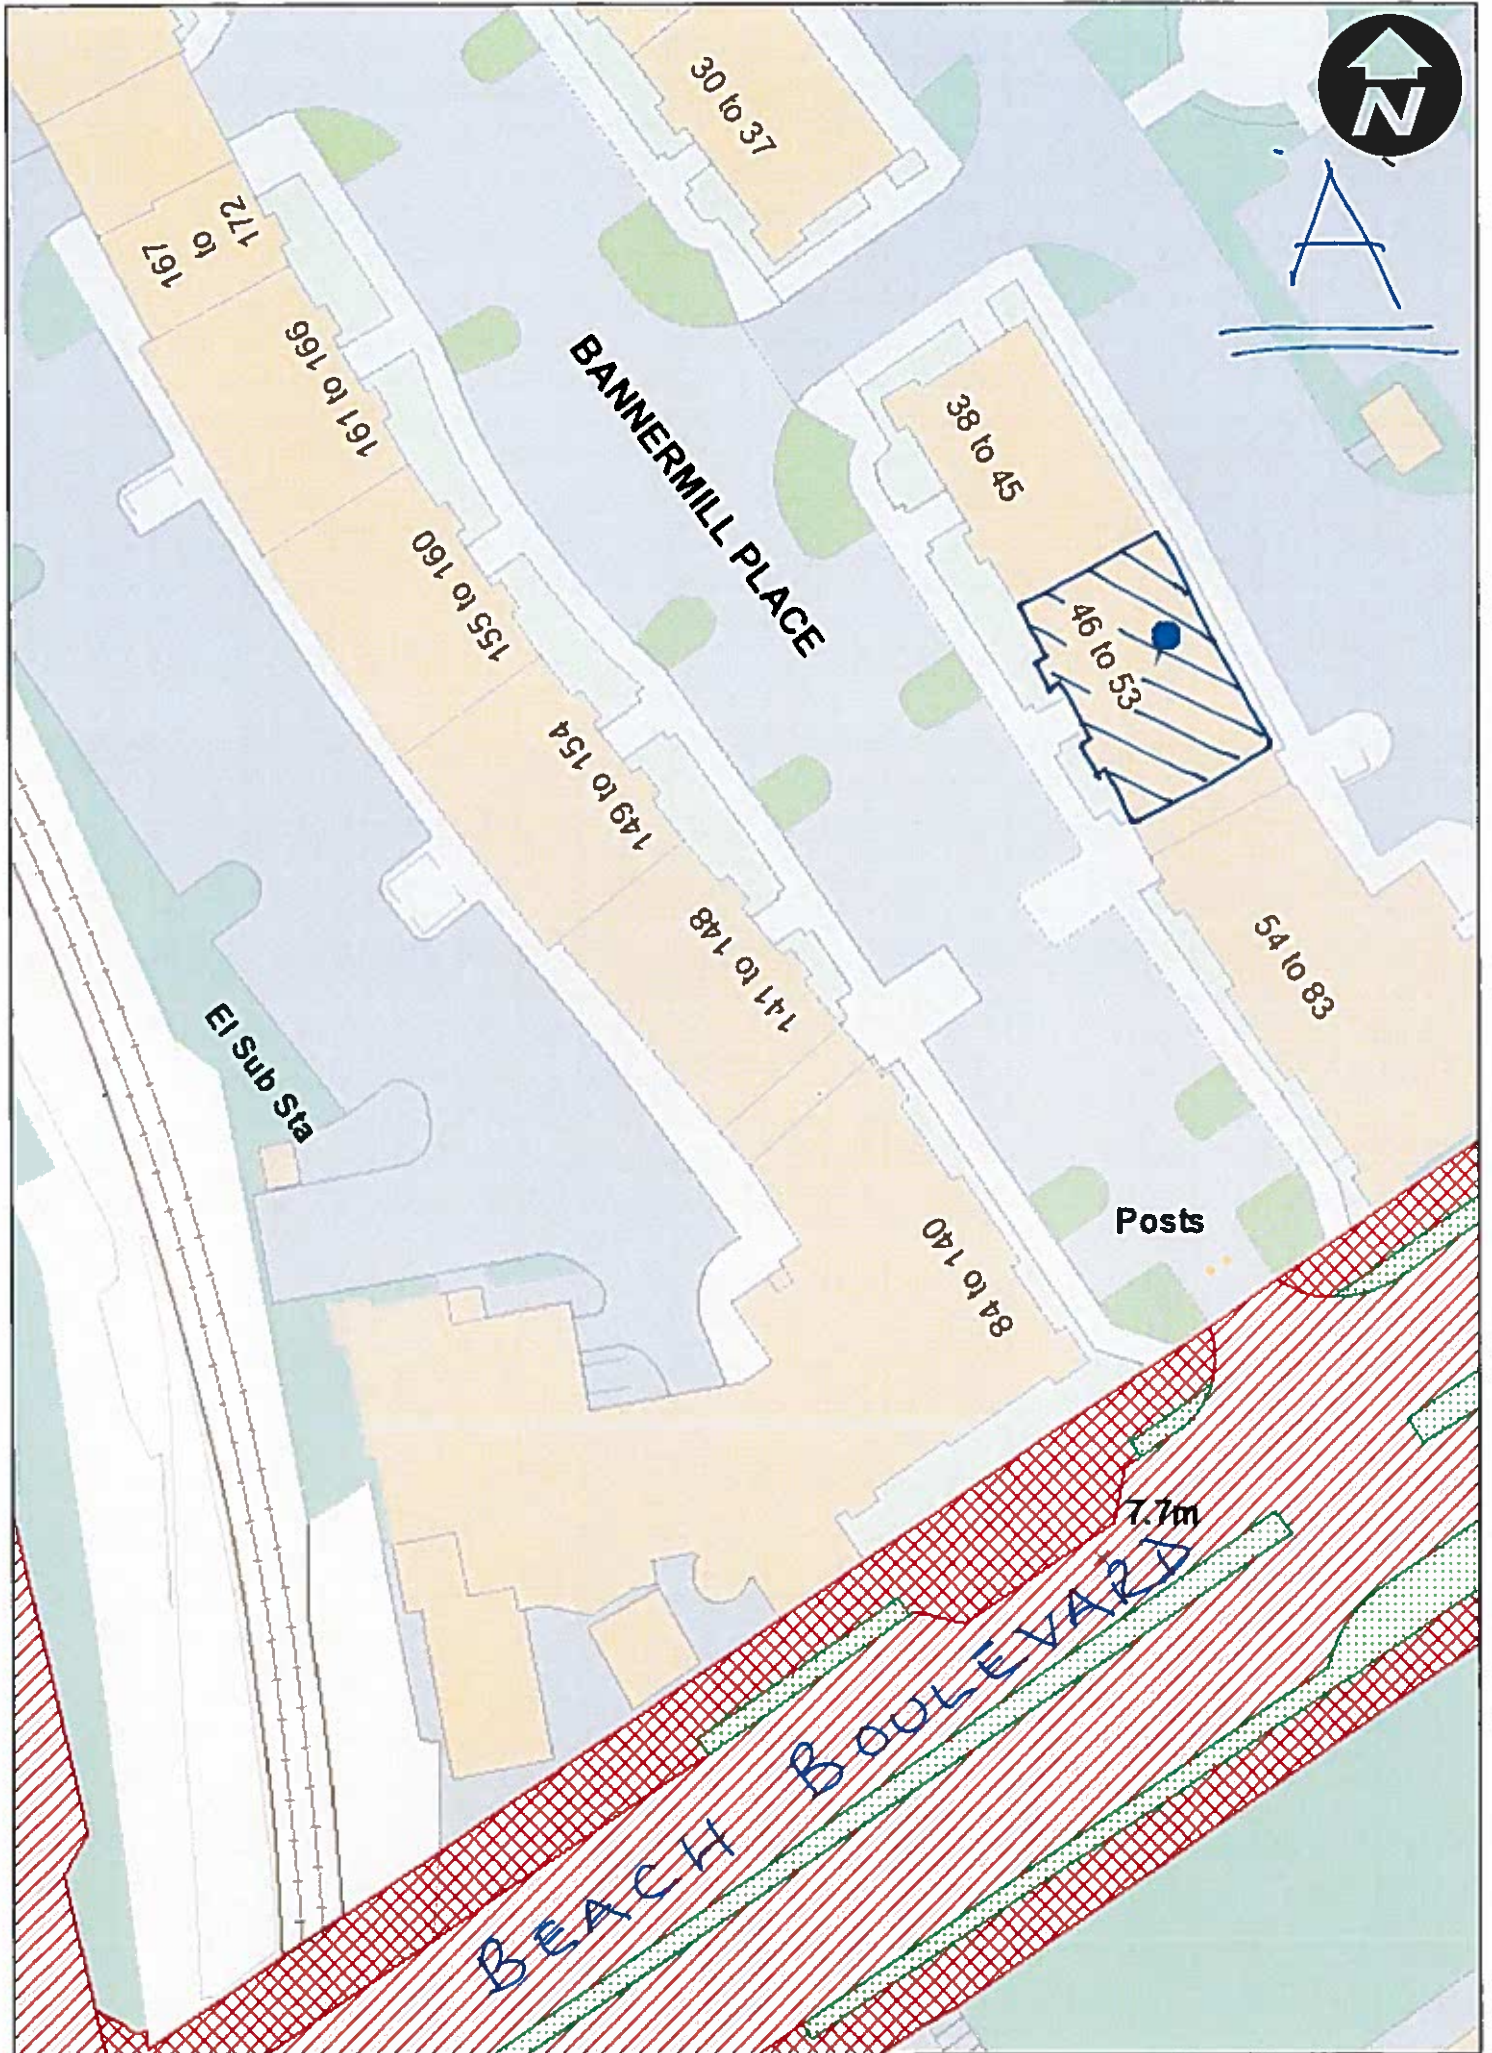 30 to 37
N
A
172
to
167
161 to 166
BANNERMILL PLACE
38 to 45
155 to 160
46 to 53
149 to 154
141 to 148
54 to 83
El Sub Sta
Posts
84 to 140
7.7m
BEACH BOULEVARD